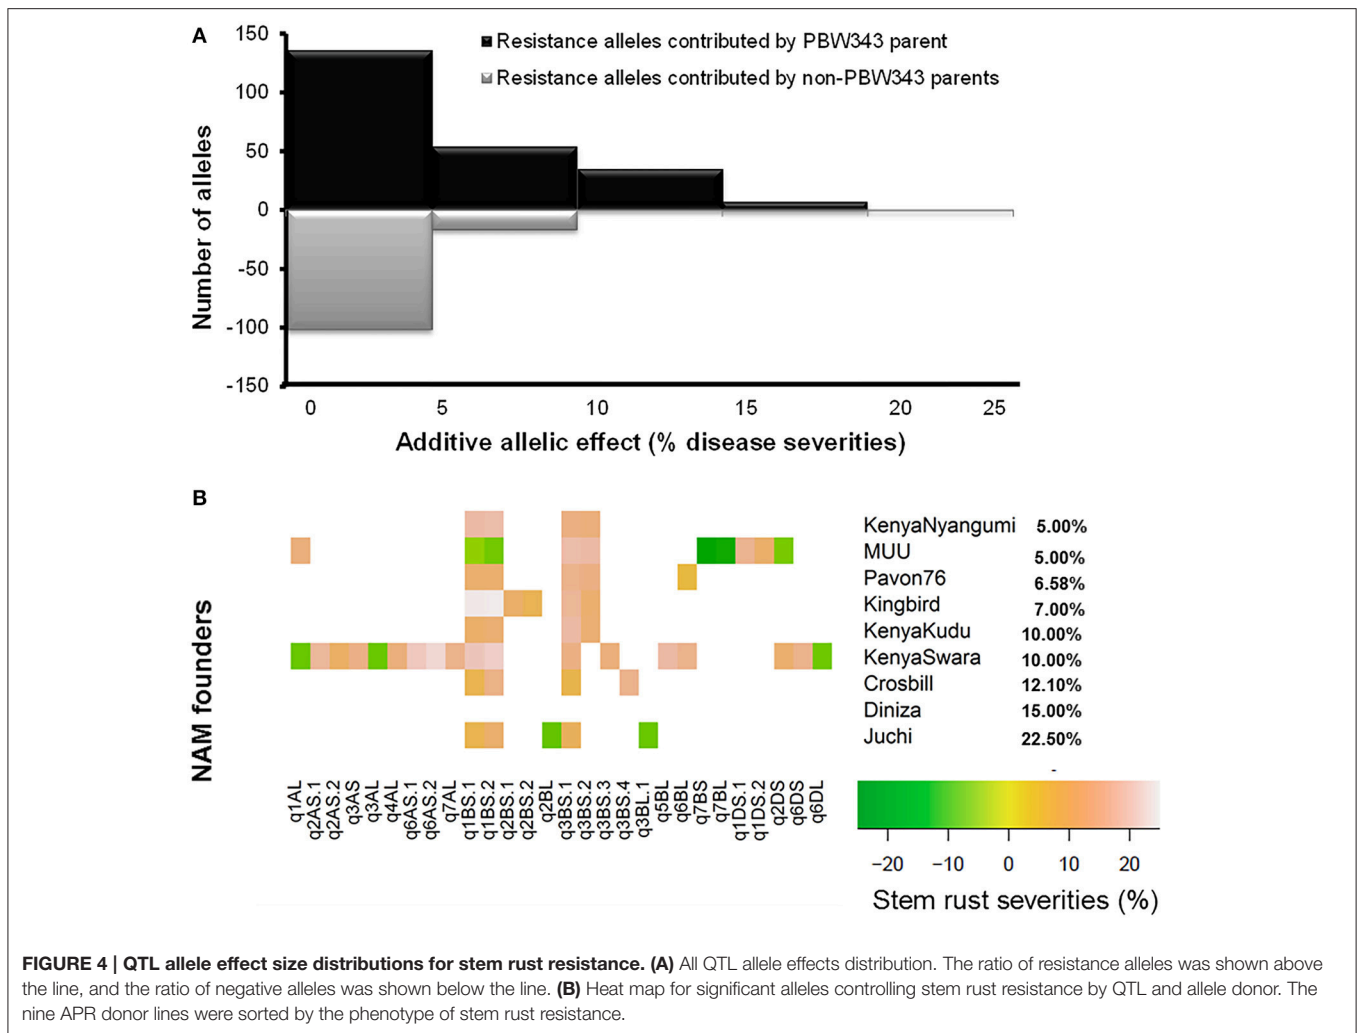 A
150
100
50
0
-50
-100
-150
Number of alleles
■ Resistance alleles contributed by PBW343 parent
■ Resistance alleles contributed by non-PBW343 parents
0 5 10 15 20 25
Additive allelic effect (% disease severities)
B
NAM founders
KenyaNyangumi 5.00%
MUU 5.00%
Pavon76 6.58%
Kingbird 7.00%
KenyaKudu 10.00%
KenyaSwara 10.00%
Crosbill 12.10%
Diniza 15.00%
Juchi 22.50%
-
q1AL
q2AS.1
q2AS.2
q3AS
q3AL
q4AL
q6AS.1
q6AS.2
q7AL
q1BS.1
q1BS.2
q2BS.1
q2BS.2
q2BL
q3BS.1
q3BS.2
q3BS.3
q3BS.4
q3BL.1
q5BL
q6BL
q7BS
q7BL
q1DS.1
q1DS.2
q2DS
q6DS
q6DL
−20 −10 0 10 20
Stem rust severities (%)
FIGURE 4 | QTL allele effect size distributions for stem rust resistance. (A) All QTL allele effects distribution. The ratio of resistance alleles was shown above
the line, and the ratio of negative alleles was shown below the line. (B) Heat map for significant alleles controlling stem rust resistance by QTL and allele donor. The
nine APR donor lines were sorted by the phenotype of stem rust resistance.